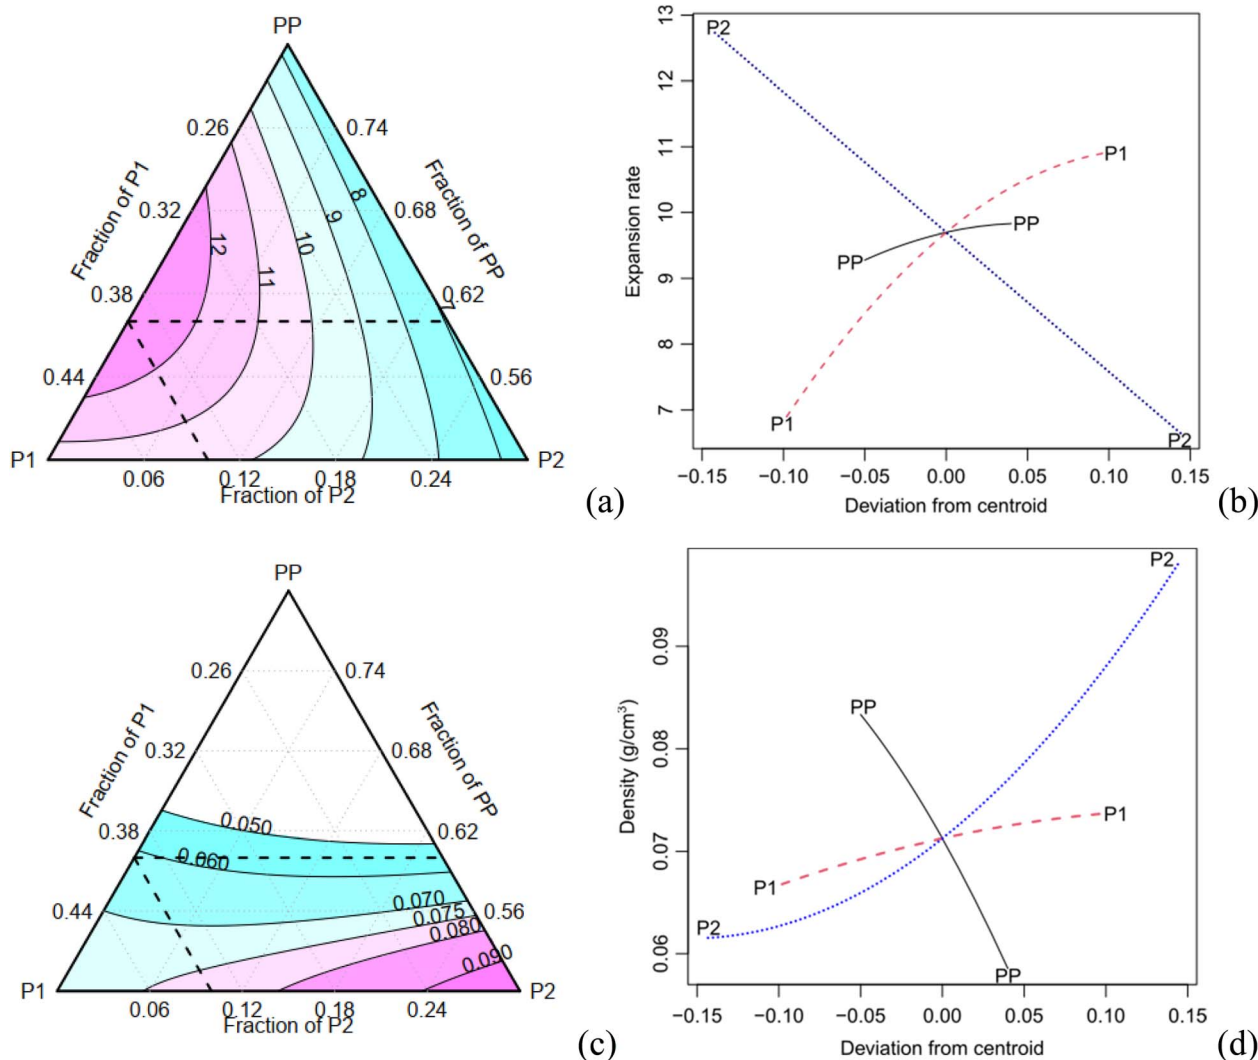 PP
0.26
0.74
Fraction of P1
Fraction of PP
0.32
0.68
8
9
10
12
11
0.38
0.62
7
0.44
0.56
P1
P2
0.06
0.12
0.18
0.24
Fraction of P2
(a)
13
12
11
10
9
8
7
Expansion rate
P2
P1
PP
PP
P1
P2
−0.15
−0.10
−0.05
0.00
0.05
0.10
0.15
Deviation from centroid
(b)
PP
0.26
0.74
Fraction of P1
Fraction of PP
0.32
0.68
0.38
0.050
0.62
0.060
0.44
0.070
0.56
0.075
0.080
0.090
P1
P2
0.06
0.12
0.18
0.24
Fraction of P2
(c)
0.09
0.08
0.07
0.06
Density (g/cm³)
P2
PP
P1
P1
P2
PP
−0.15
−0.10
−0.05
0.00
0.05
0.10
0.15
Deviation from centroid
(d)